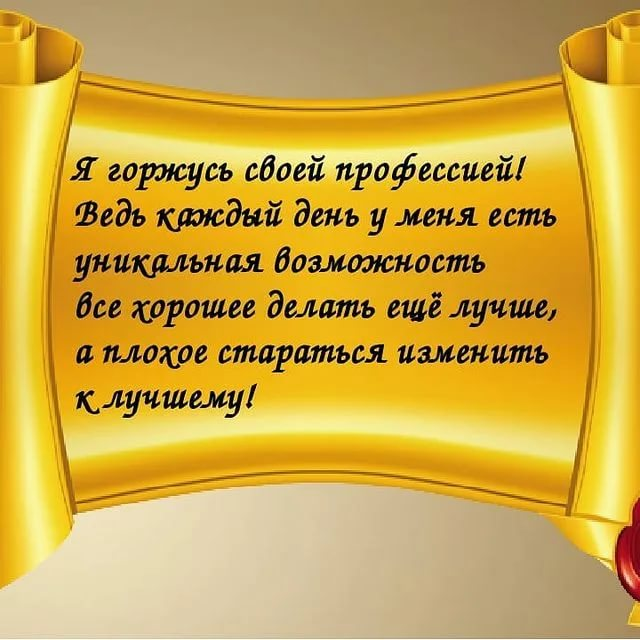 Я горжусь своей профессией!
Ведь каждый день у меня есть
уникальная возможность
все хорошее делать ещё лучше,
а плохое стараться изменить
к лучшему!